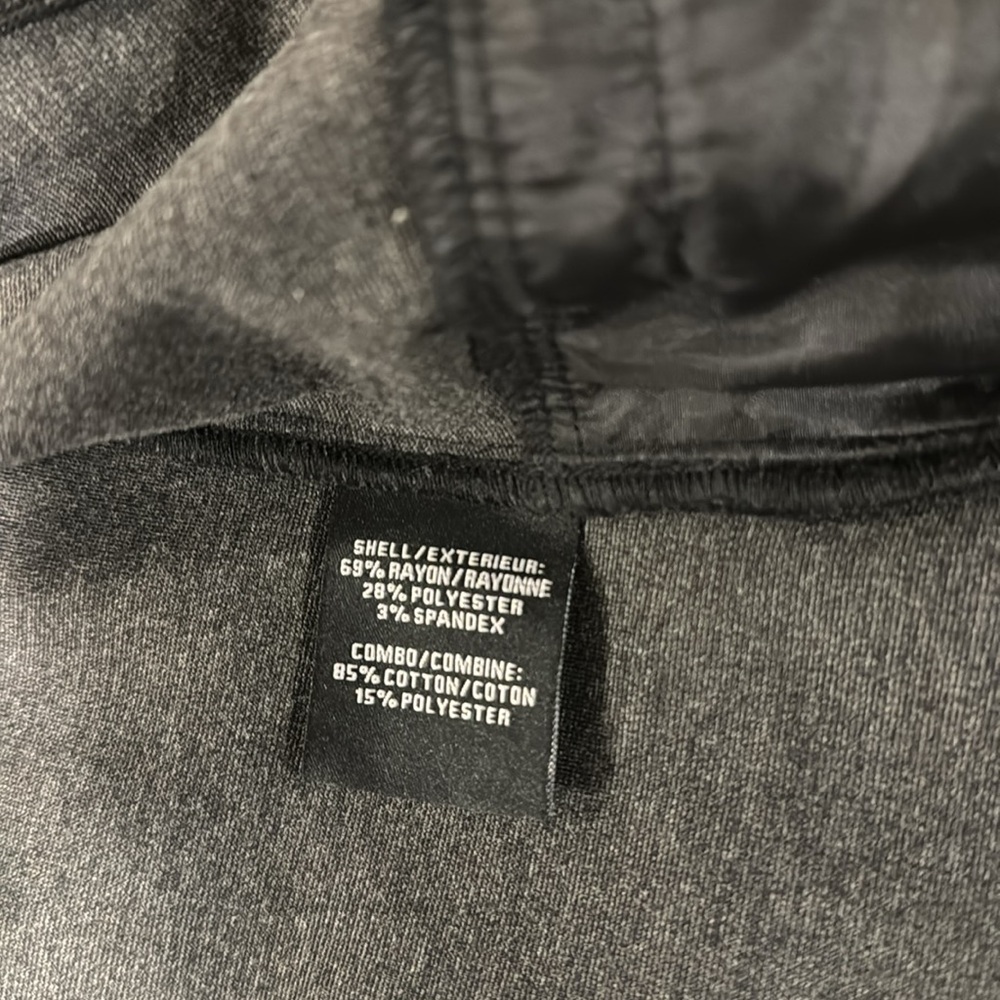 SHELL/EXTERIEUR:
69% RAYON/RAYONNE
28% POLYESTER
3% SPANDEX
COMBO/COMBINE:
85% COTTON/COTON
15% POLYESTER